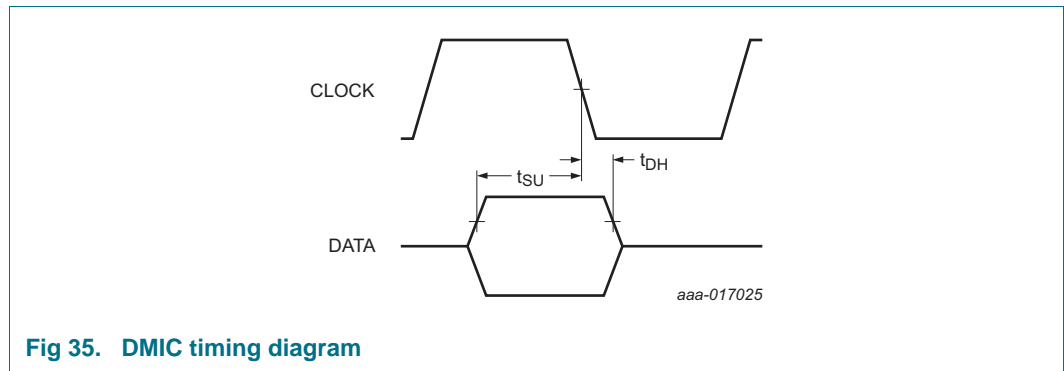 CLOCK
tDH
tSU
DATA
aaa-017025
Fig 35. DMIC timing diagram